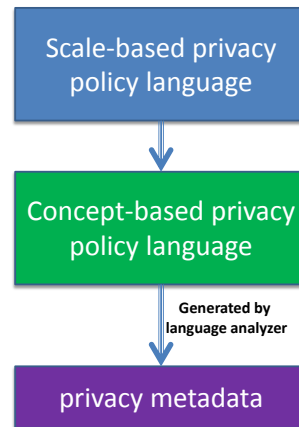 Scale-based privacy
policy language
Concept-based privacy
policy language
Generated by
language analyzer
privacy metadata